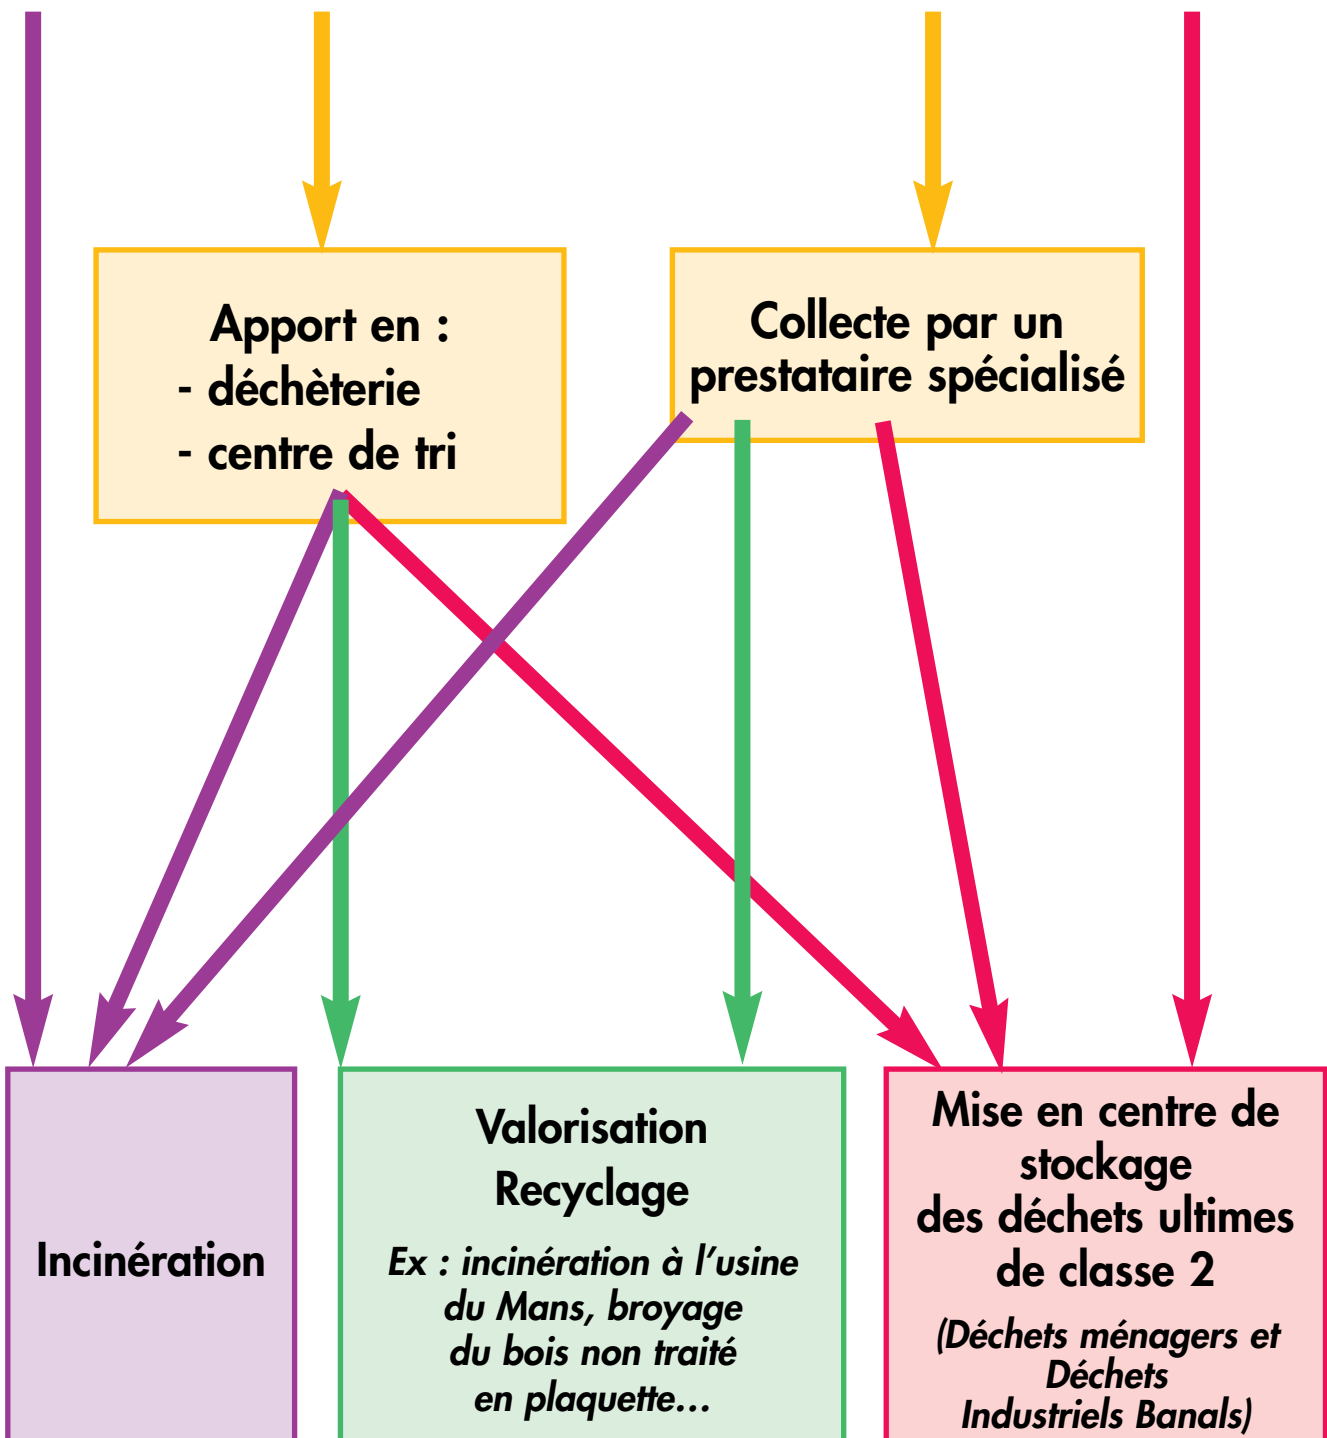 Apport en :
- déchèterie
- centre de tri
Collecte par un
prestataire spécialisé
Incinération
Valorisation
Recyclage
Ex : incinération à l’usine
du Mans, broyage
du bois non traité
en plaquette...
Mise en centre de
stockage
des déchets ultimes
de classe 2
(Déchets ménagers et
Déchets
Industriels Banals)